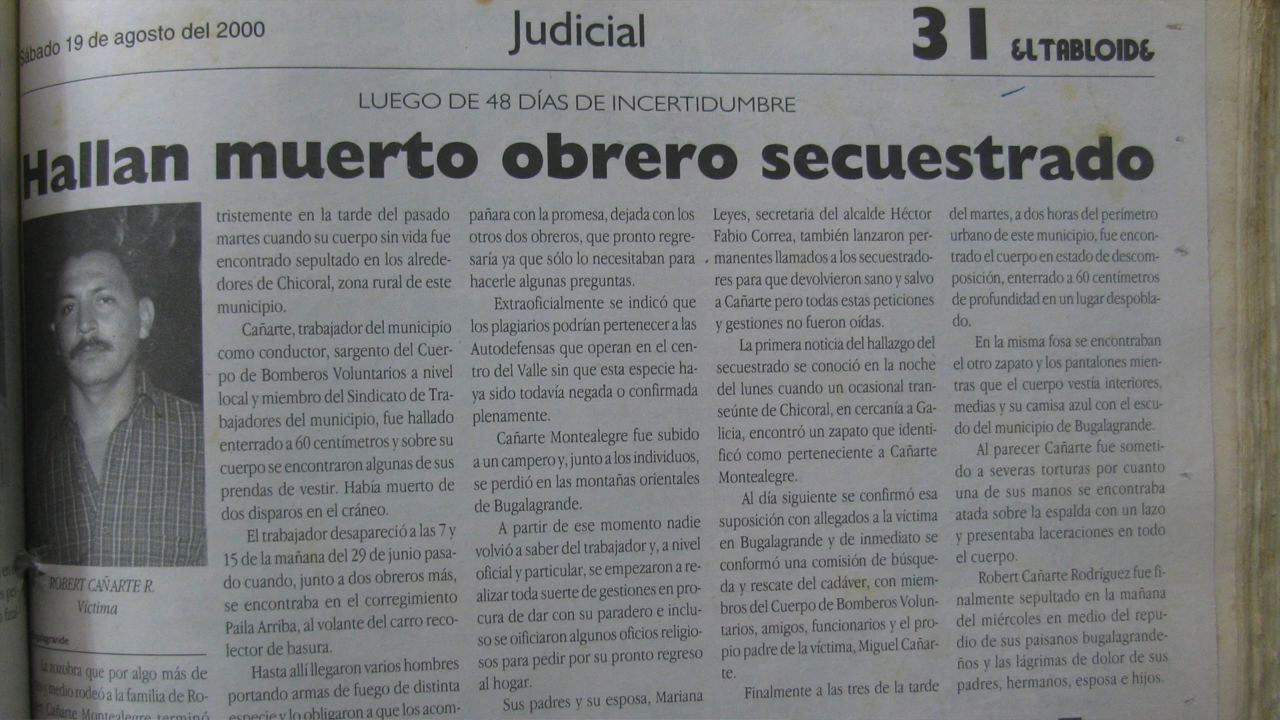 Sábado 19 de agosto del 2000
Judicial
31
EL TABLOIDE
LUEGO DE 48 DÍAS DE INCERTIDUMBRE
Hallan muerto obrero secuestrado
ROBERT CAÑARTE R.
Víctima
Bugalagrande
La zozobra que por algo más de
mes y medio rodeó a la familia de Ro-
Cañarte Montealegre terminó
tristemente en la tarde del pasado
martes cuando su cuerpo sin vida fue
encontrado sepultado en los alrede-
dores de Chicoral, zona rural de este
municipio.
Cañarte, trabajador del municipio
como conductor, sargento del Cuer-
po de Bomberos Voluntarios a nivel
local y miembro del Sindicato de Tra-
bajadores del municipio, fue hallado
enterrado a 60 centímetros y sobre su
cuerpo se encontraron algunas de sus
prendas de vestir. Había muerto de
dos disparos en el cráneo.
El trabajador desapareció a las 7 y
15 de la mañana del 29 de junio pasa-
do cuando, junto a dos obreros más,
se encontraba en el corregimiento
Paila Arriba, al volante del carro reco-
lector de basura.
Hasta allí llegaron varios hombres
portando armas de fuego de distinta
especie y lo obligaron a que los acom-
pañara con la promesa, dejada con los
otros dos obreros, que pronto regre-
saría ya que sólo lo necesitaban para
hacerle algunas preguntas.
Extraoficialmente se indicó que
los plagiarios podrían pertenecer a las
Autodefensas que operan en el cen-
tro del Valle sin que esta especie ha-
ya sido todavía negada o confirmada
plenamente.
Cañarte Montealegre fue subido
a un campero y, junto a los individuos,
se perdió en las montañas orientales
de Bugalagrande.
A partir de ese momento nadie
volvió a saber del trabajador y, a nivel
oficial y particular, se empezaron a re-
alizar toda suerte de gestiones en pro-
cura de dar con su paradero e inclu-
so se oificiaron algunos oficios religio-
sos para pedir por su pronto regreso
al hogar.
Sus padres y su esposa, Mariana
Leyes, secretaria del alcalde Héctor
Fabio Correa, también lanzaron per-
manentes llamados a los secuestrado-
res para que devolvieron sano y salvo
a Cañarte pero todas estas peticiones
y gestiones no fueron oídas.
La primera noticia del hallazgo del
secuestrado se conoció en la noche
del lunes cuando un ocasional tran-
seúnte de Chicoral, en cercanía a Ga-
licia, encontró un zapato que identi-
ficó como perteneciente a Cañarte
Montealegre.
Al día siguiente se confirmó esa
suposición con allegados a la víctima
en Bugalagrande y de inmediato se
conformó una comisión de búsque-
da y rescate del cadáver, con miem-
bros del Cuerpo de Bomberos Volun-
tarios, amigos, funcionarios y el pro-
pio padre de la víctima, Miguel Cañar-
te.
Finalmente a las tres de la tarde
del martes, a dos horas del perímetro
urbano de este municipio, fue encon-
trado el cuerpo en estado de descom-
posición, enterrado a 60 centímetros
de profundidad en un lugar despobla-
do.
En la misma fosa se encontraban
el otro zapato y los pantalones mien-
tras que el cuerpo vestía interiores,
medias y su camisa azul con el escu-
do del municipio de Bugalagrande.
Al parecer Cañarte fue someti-
do a severas torturas por cuanto
una de sus manos se encontraba
atada sobre la espalda con un lazo
y presentaba laceraciones en todo
el cuerpo.
Robert Cañarte Rodríguez fue fi-
nalmente sepultado en la mañana
del miércoles en medio del repu-
dio de sus paisanos bugalagrande-
ños y las lágrimas de dolor de sus
padres, hermanos, esposa e hijos.